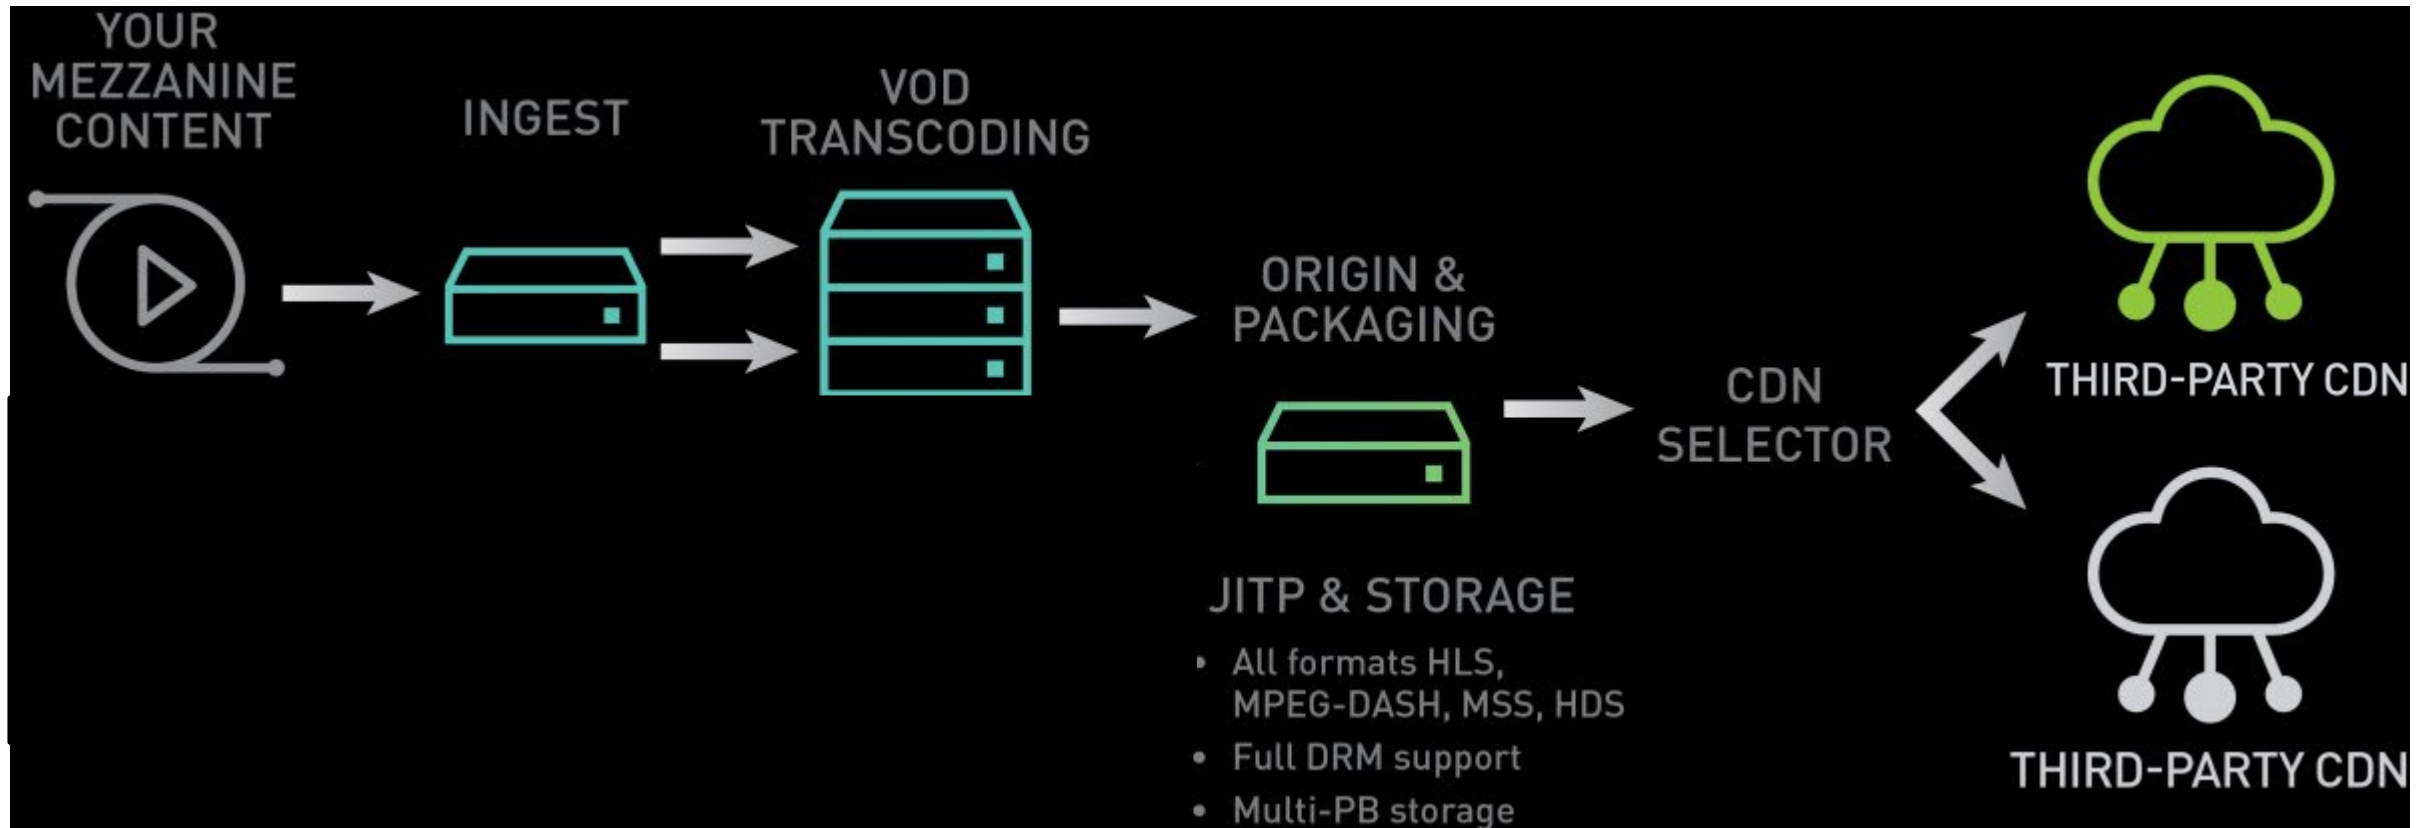 YOUR
MEZZANINE
CONTENT
INGEST
VOD
TRANSCODING
ORIGIN &
PACKAGING
JITP & STORAGE
• All formats HLS,
MPEG-DASH, MSS, HDS
• Full DRM support
• Multi-PB storage
CDN
SELECTOR
THIRD-PARTY CDN
THIRD-PARTY CDN